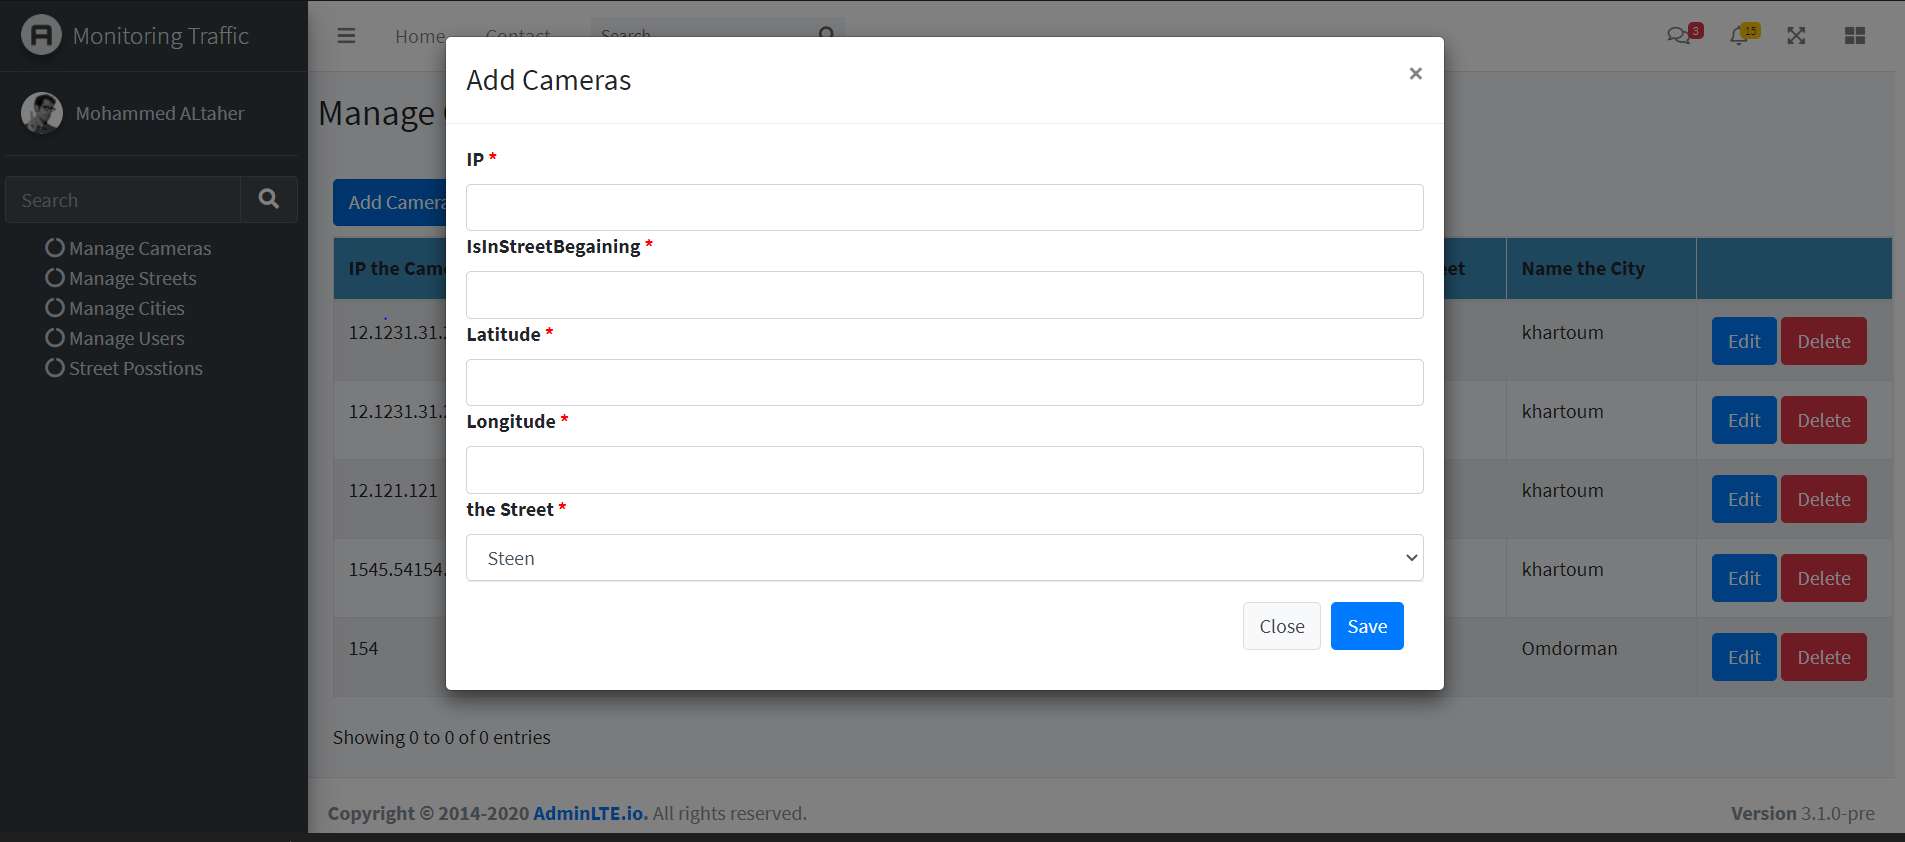 Monitoring Traffic
Home
Contact
Search
3
15
Mohammed ALtaher
Search
Manage Cameras
Manage Streets
Manage Cities
Manage Users
Street Posstions
Manage
Add Camera
IP the Cam
Name the City
12.1231.31.
khartoum
Edit
Delete
12.1231.31.
khartoum
Edit
Delete
12.121.121
khartoum
Edit
Delete
1545.54154.
khartoum
Edit
Delete
154
Omdorman
Edit
Delete
Showing 0 to 0 of 0 entries
Add Cameras
×
IP *
IsInStreetBegaining *
Latitude *
Longitude *
the Street *
Steen
Close
Save
Copyright © 2014-2020 AdminLTE.io. All rights reserved.
Version 3.1.0-pre